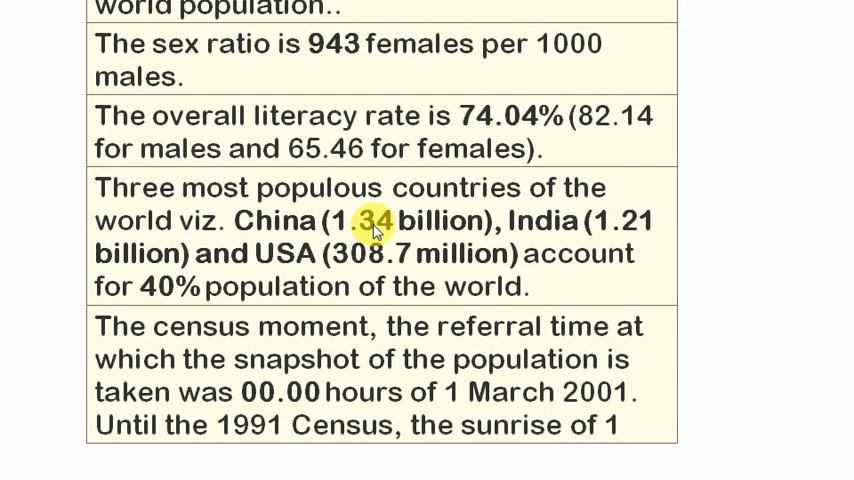 world population..
The sex ratio is 943 females per 1000
males.
The overall literacy rate is 74.04% (82.14
for males and 65.46 for females).
Three most populous countries of the
world viz. China (1.34 billion), India (1.21
billion) and USA (308.7 million) account
for 40% population of the world.
The census moment, the referral time at
which the snapshot of the population is
taken was 00.00 hours of 1 March 2001.
Until the 1991 Census, the sunrise of 1